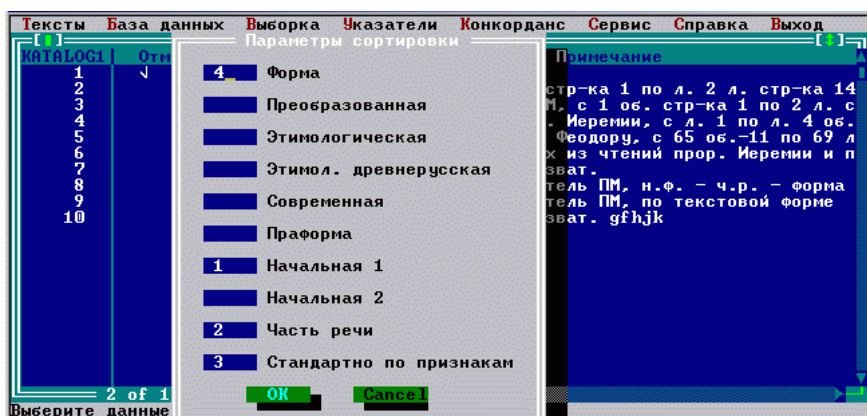 Тексты База данных Выборка Указатели Конкорданс Сервис Справка Выход
Параметры сортировки
KATALOG1 Отм Примечание
1 √ 4 Форма
2 стр-ка 1 по л. 2 л. стр-ка 14
3 Преобразованная М, с 1 об. стр-ка 1 по 2 л. с
4 . Иеремии, с л. 1 по л. 4 об.
5 Этимологическая Феодору, с 65 об.-11 по 69 л
6 х из чтений прор. Иеремии и п
7 Этимол. древнерусская зват.
8 тель ПМ, н.ф. - ч.р. - форма
9 Современная тель ПМ, по текстовой форме
10 зват. gfhjk
Праформа
1 Начальная 1
Начальная 2
2 Часть речи
3 Стандартно по признакам
2 of 1 OK Cancel
Выберите данные